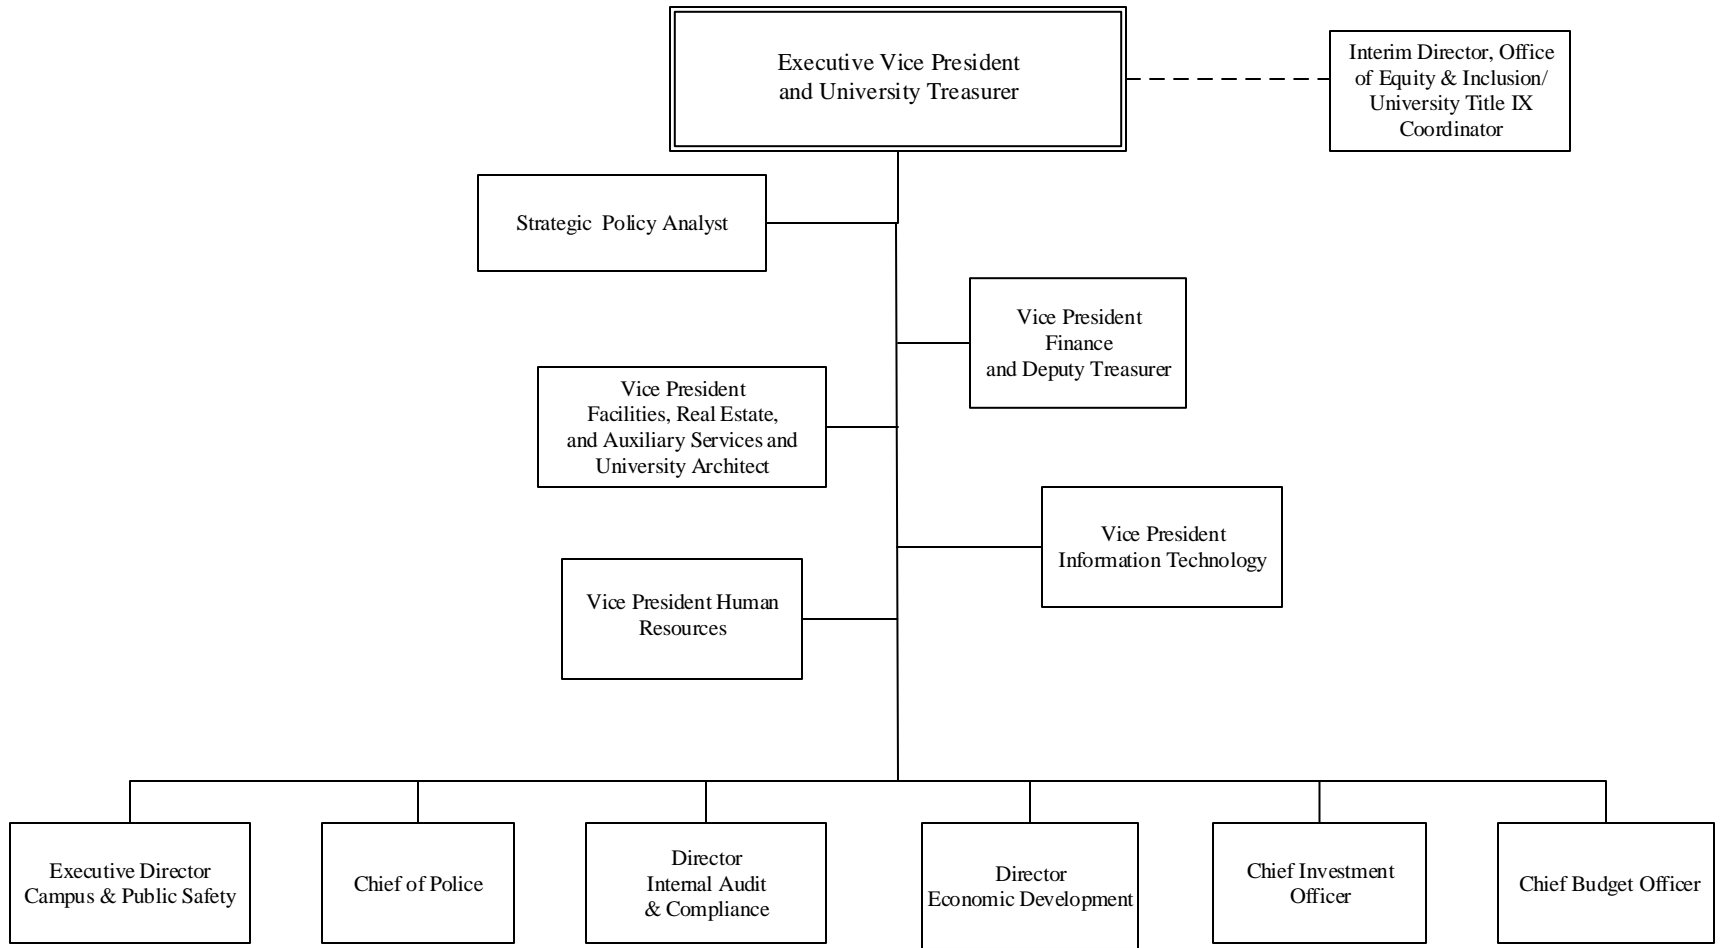 Executive Vice President
and University Treasurer
Interim Director, Office
of Equity & Inclusion/
University Title IX
Coordinator
Strategic Policy Analyst
Vice President
Finance
and Deputy Treasurer
Vice President
Facilities, Real Estate,
and Auxiliary Services and
University Architect
Vice President
Information Technology
Vice President Human
Resources
Executive Director
Campus & Public Safety
Chief of Police
Director
Internal Audit
& Compliance
Director
Economic Development
Chief Investment
Officer
Chief Budget Officer